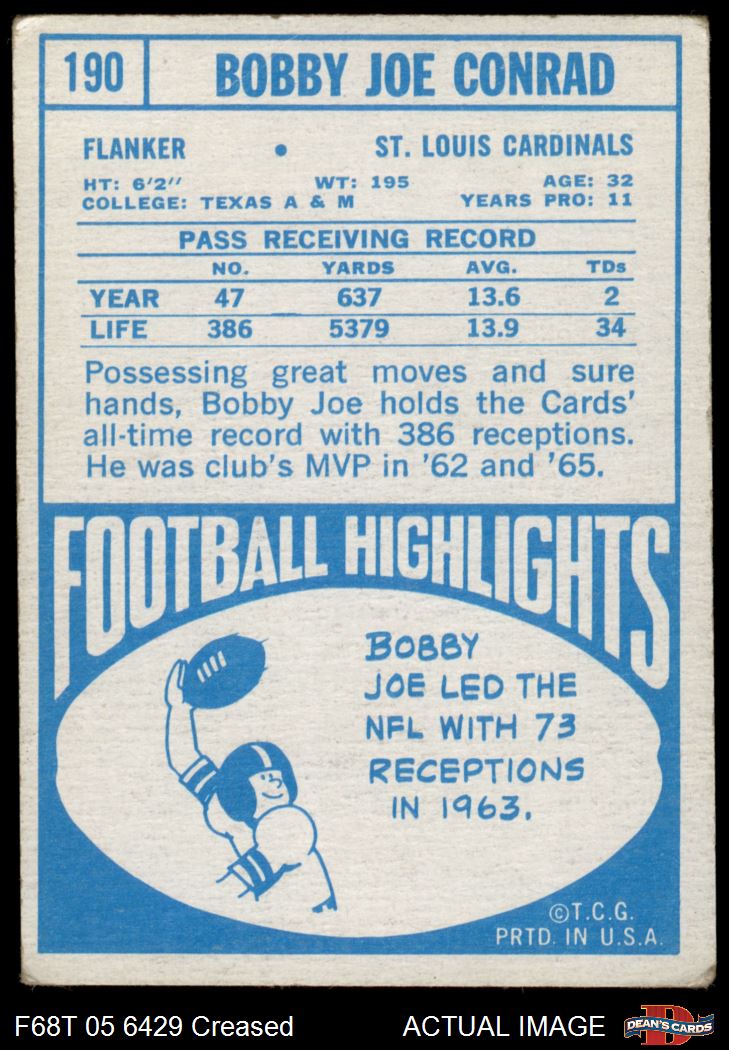 190 BOBBY JOE CONRAD
FLANKER • ST. LOUIS CARDINALS
HT: 6'2" WT: 195 AGE: 32
COLLEGE: TEXAS A & M YEARS PRO: 11
PASS RECEIVING RECORD
NO. YARDS AVG. TDs
YEAR 47 637 13.6 2
LIFE 386 5379 13.9 34
Possessing great moves and sure
hands, Bobby Joe holds the Cards'
all-time record with 386 receptions.
He was club's MVP in '62 and '65.
FOOTBALL HIGHLIGHTS
BOBBY
JOE LED THE
NFL WITH 73
RECEPTIONS
IN 1963.
©T.C.G.
PRTD. IN U.S.A.
F68T 05 6429 Creased ACTUAL IMAGE DEAN'S CARDS